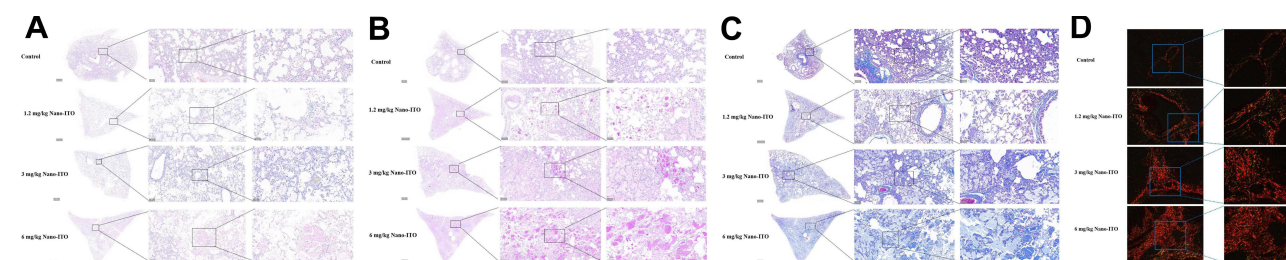 A
Control
1.2 mg/kg Nano-ITO
3 mg/kg Nano-ITO
6 mg/kg Nano-ITO
B
Control
1.2 mg/kg Nano-ITO
3 mg/kg Nano-ITO
6 mg/kg Nano-ITO
C
Control
1.2 mg/kg Nano-ITO
3 mg/kg Nano-ITO
6 mg/kg Nano-ITO
D
Control
1.2 mg/kg Nano-ITO
3 mg/kg Nano-ITO
6 mg/kg Nano-ITO